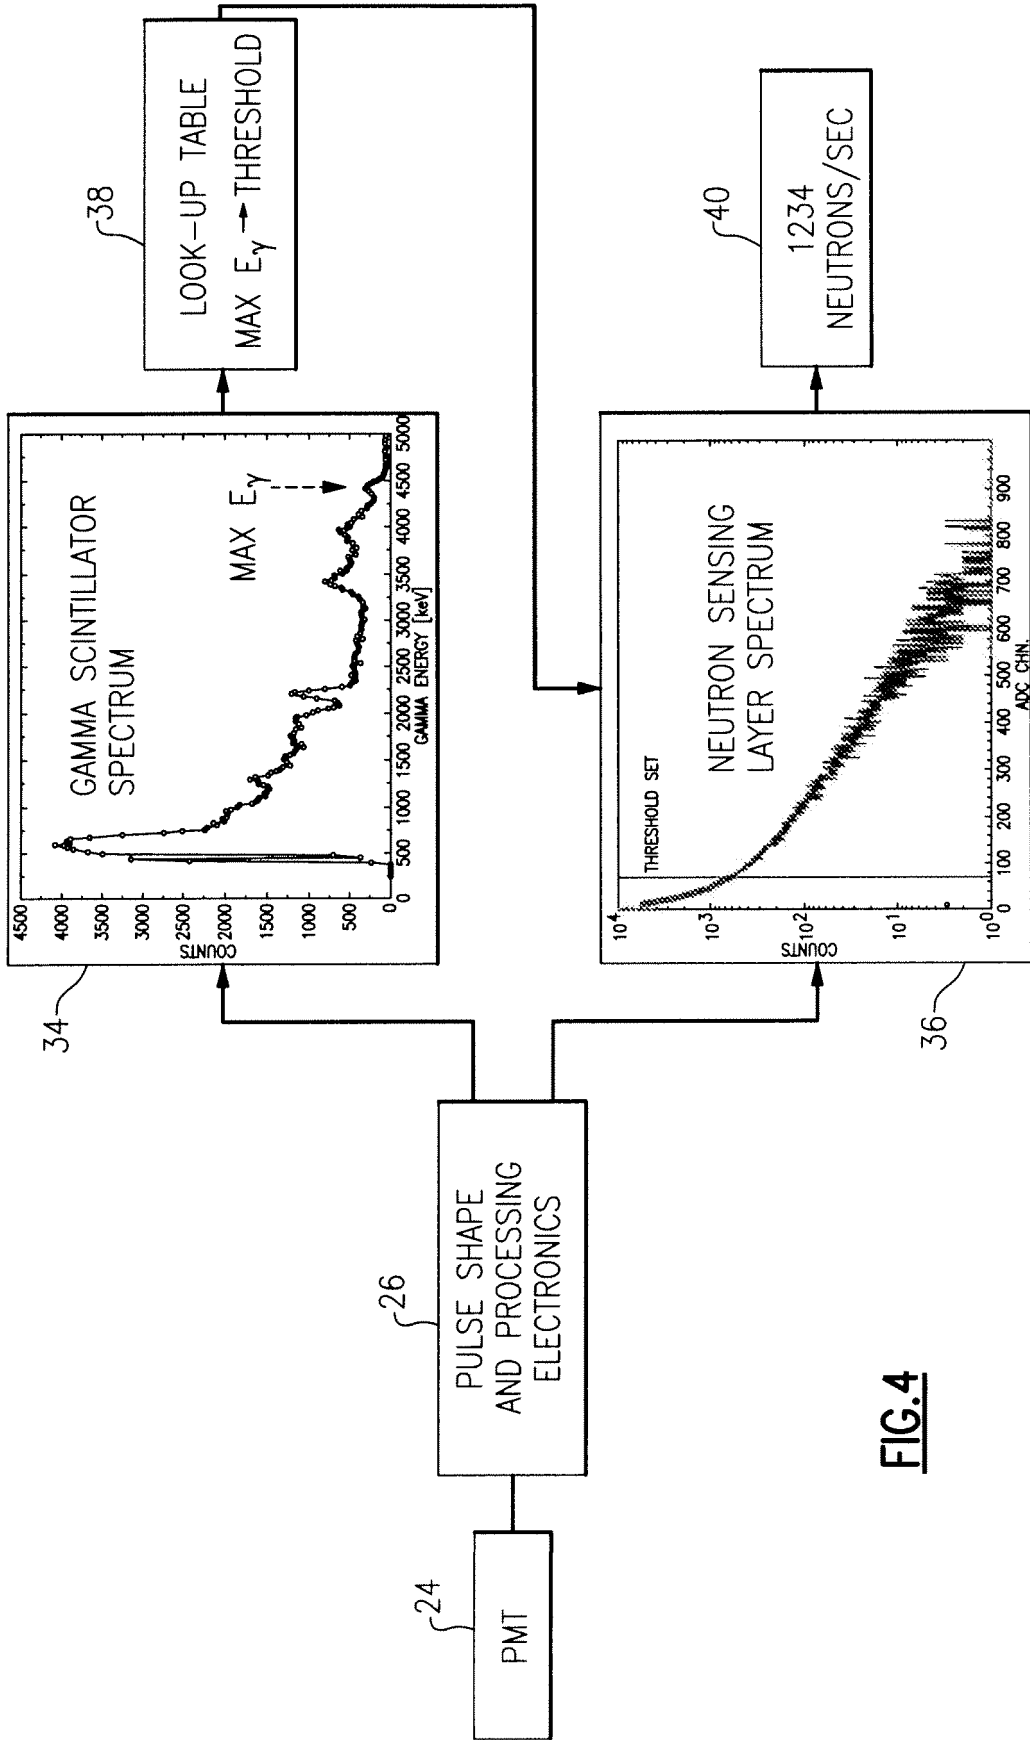 24
PMT
26
PULSE SHAPE
AND PROCESSING
ELECTRONICS
34
GAMMA SCINTILLATOR
SPECTRUM
MAX Eγ
COUNTS
4500
4000
3500
3000
2500
2000
1500
1000
500
0
0 500 1000 1500 2000 2500 3000 3500 4000 4500 5000
GAMMA ENERGY [keV]
38
LOOK-UP TABLE
MAX Eγ → THRESHOLD
36
THRESHOLD SET
NEUTRON SENSING
LAYER SPECTRUM
COUNTS
10⁴
10³
10²
10¹
10⁰
0 100 200 300 400 500 600 700 800 900
ADC CHN.
40
1234
NEUTRONS/SEC
FIG.4